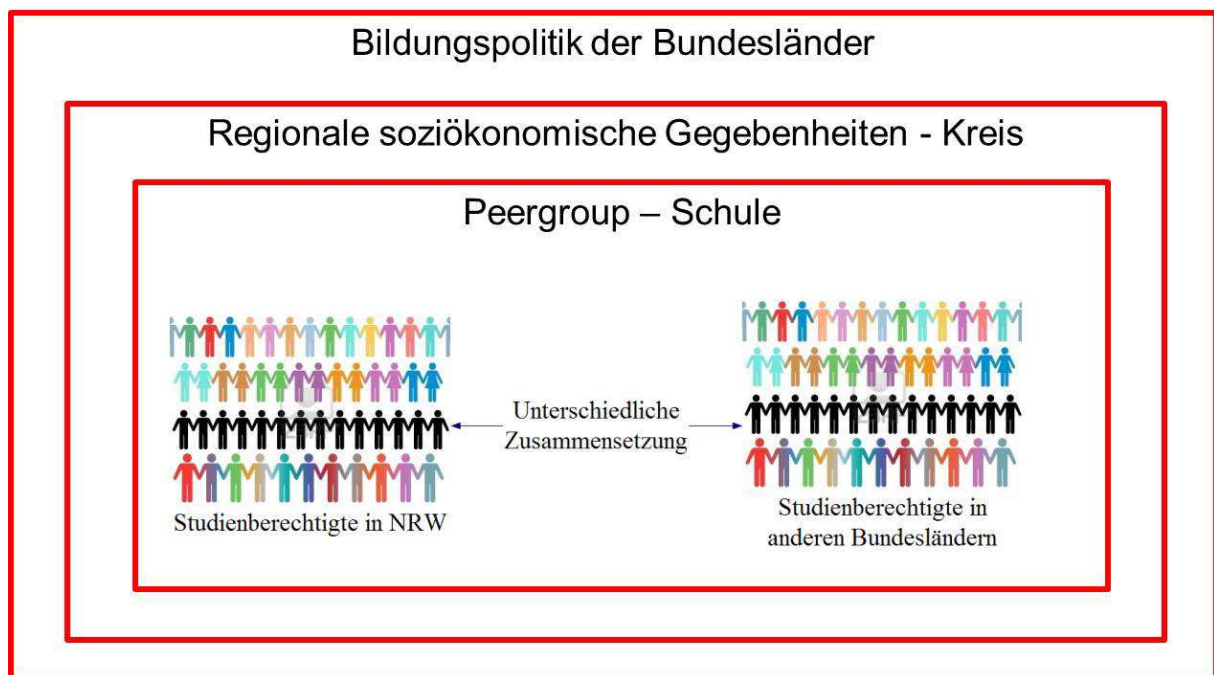 Bildungspolitik der Bundesländer
Regionale soziökonomische Gegebenheiten - Kreis
Peergroup – Schule
Unterschiedliche
Zusammensetzung
Studienberechtigte in NRW
Studienberechtigte in
anderen Bundesländern